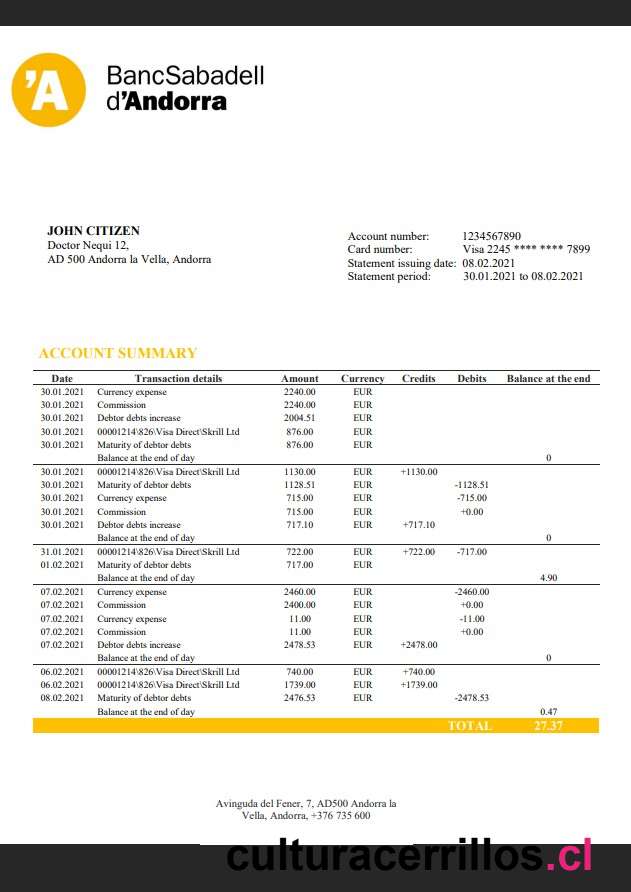 'A BancSabadell
d'Andorra
JOHN CITIZEN
Doctor Nequi 12,
AD 500 Andorra la Vella, Andorra
Account number: 1234567890
Card number: Visa 2245 **** **** 7899
Statement issuing date: 08.02.2021
Statement period: 30.01.2021 to 08.02.2021
ACCOUNT SUMMARY
Date Transaction details Amount Currency Credits Debits Balance at the end
30.01.2021 Currency expense 2240.00 EUR
30.01.2021 Commission 2240.00 EUR
30.01.2021 Debtor debts increase 2004.51 EUR
30.01.2021 00001214\826\Visa Direct\Skrill Ltd 876.00 EUR
30.01.2021 Maturity of debtor debts 876.00 EUR
Balance at the end of day 0
30.01.2021 00001214\826\Visa Direct\Skrill Ltd 1130.00 EUR +1130.00
30.01.2021 Maturity of debtor debts 1128.51 EUR -1128.51
30.01.2021 Currency expense 715.00 EUR -715.00
30.01.2021 Commission 715.00 EUR +0.00
30.01.2021 Debtor debts increase 717.10 EUR +717.10
Balance at the end of day 0
31.01.2021 00001214\826\Visa Direct\Skrill Ltd 722.00 EUR +722.00 -717.00
01.02.2021 Maturity of debtor debts 717.00 EUR
Balance at the end of day 4.90
07.02.2021 Currency expense 2460.00 EUR -2460.00
07.02.2021 Commission 2400.00 EUR +0.00
07.02.2021 Currency expense 11.00 EUR -11.00
07.02.2021 Commission 11.00 EUR +0.00
07.02.2021 Debtor debts increase 2478.53 EUR +2478.00
Balance at the end of day 0
06.02.2021 00001214\826\Visa Direct\Skrill Ltd 740.00 EUR +740.00
06.02.2021 00001214\826\Visa Direct\Skrill Ltd 1739.00 EUR +1739.00
08.02.2021 Maturity of debtor debts 2476.53 EUR -2478.53
Balance at the end of day 0.47
TOTAL 27.37
Avinguda del Fener, 7, AD500 Andorra la
Vella, Andorra, +376 735 600
culturacerrillos.cl